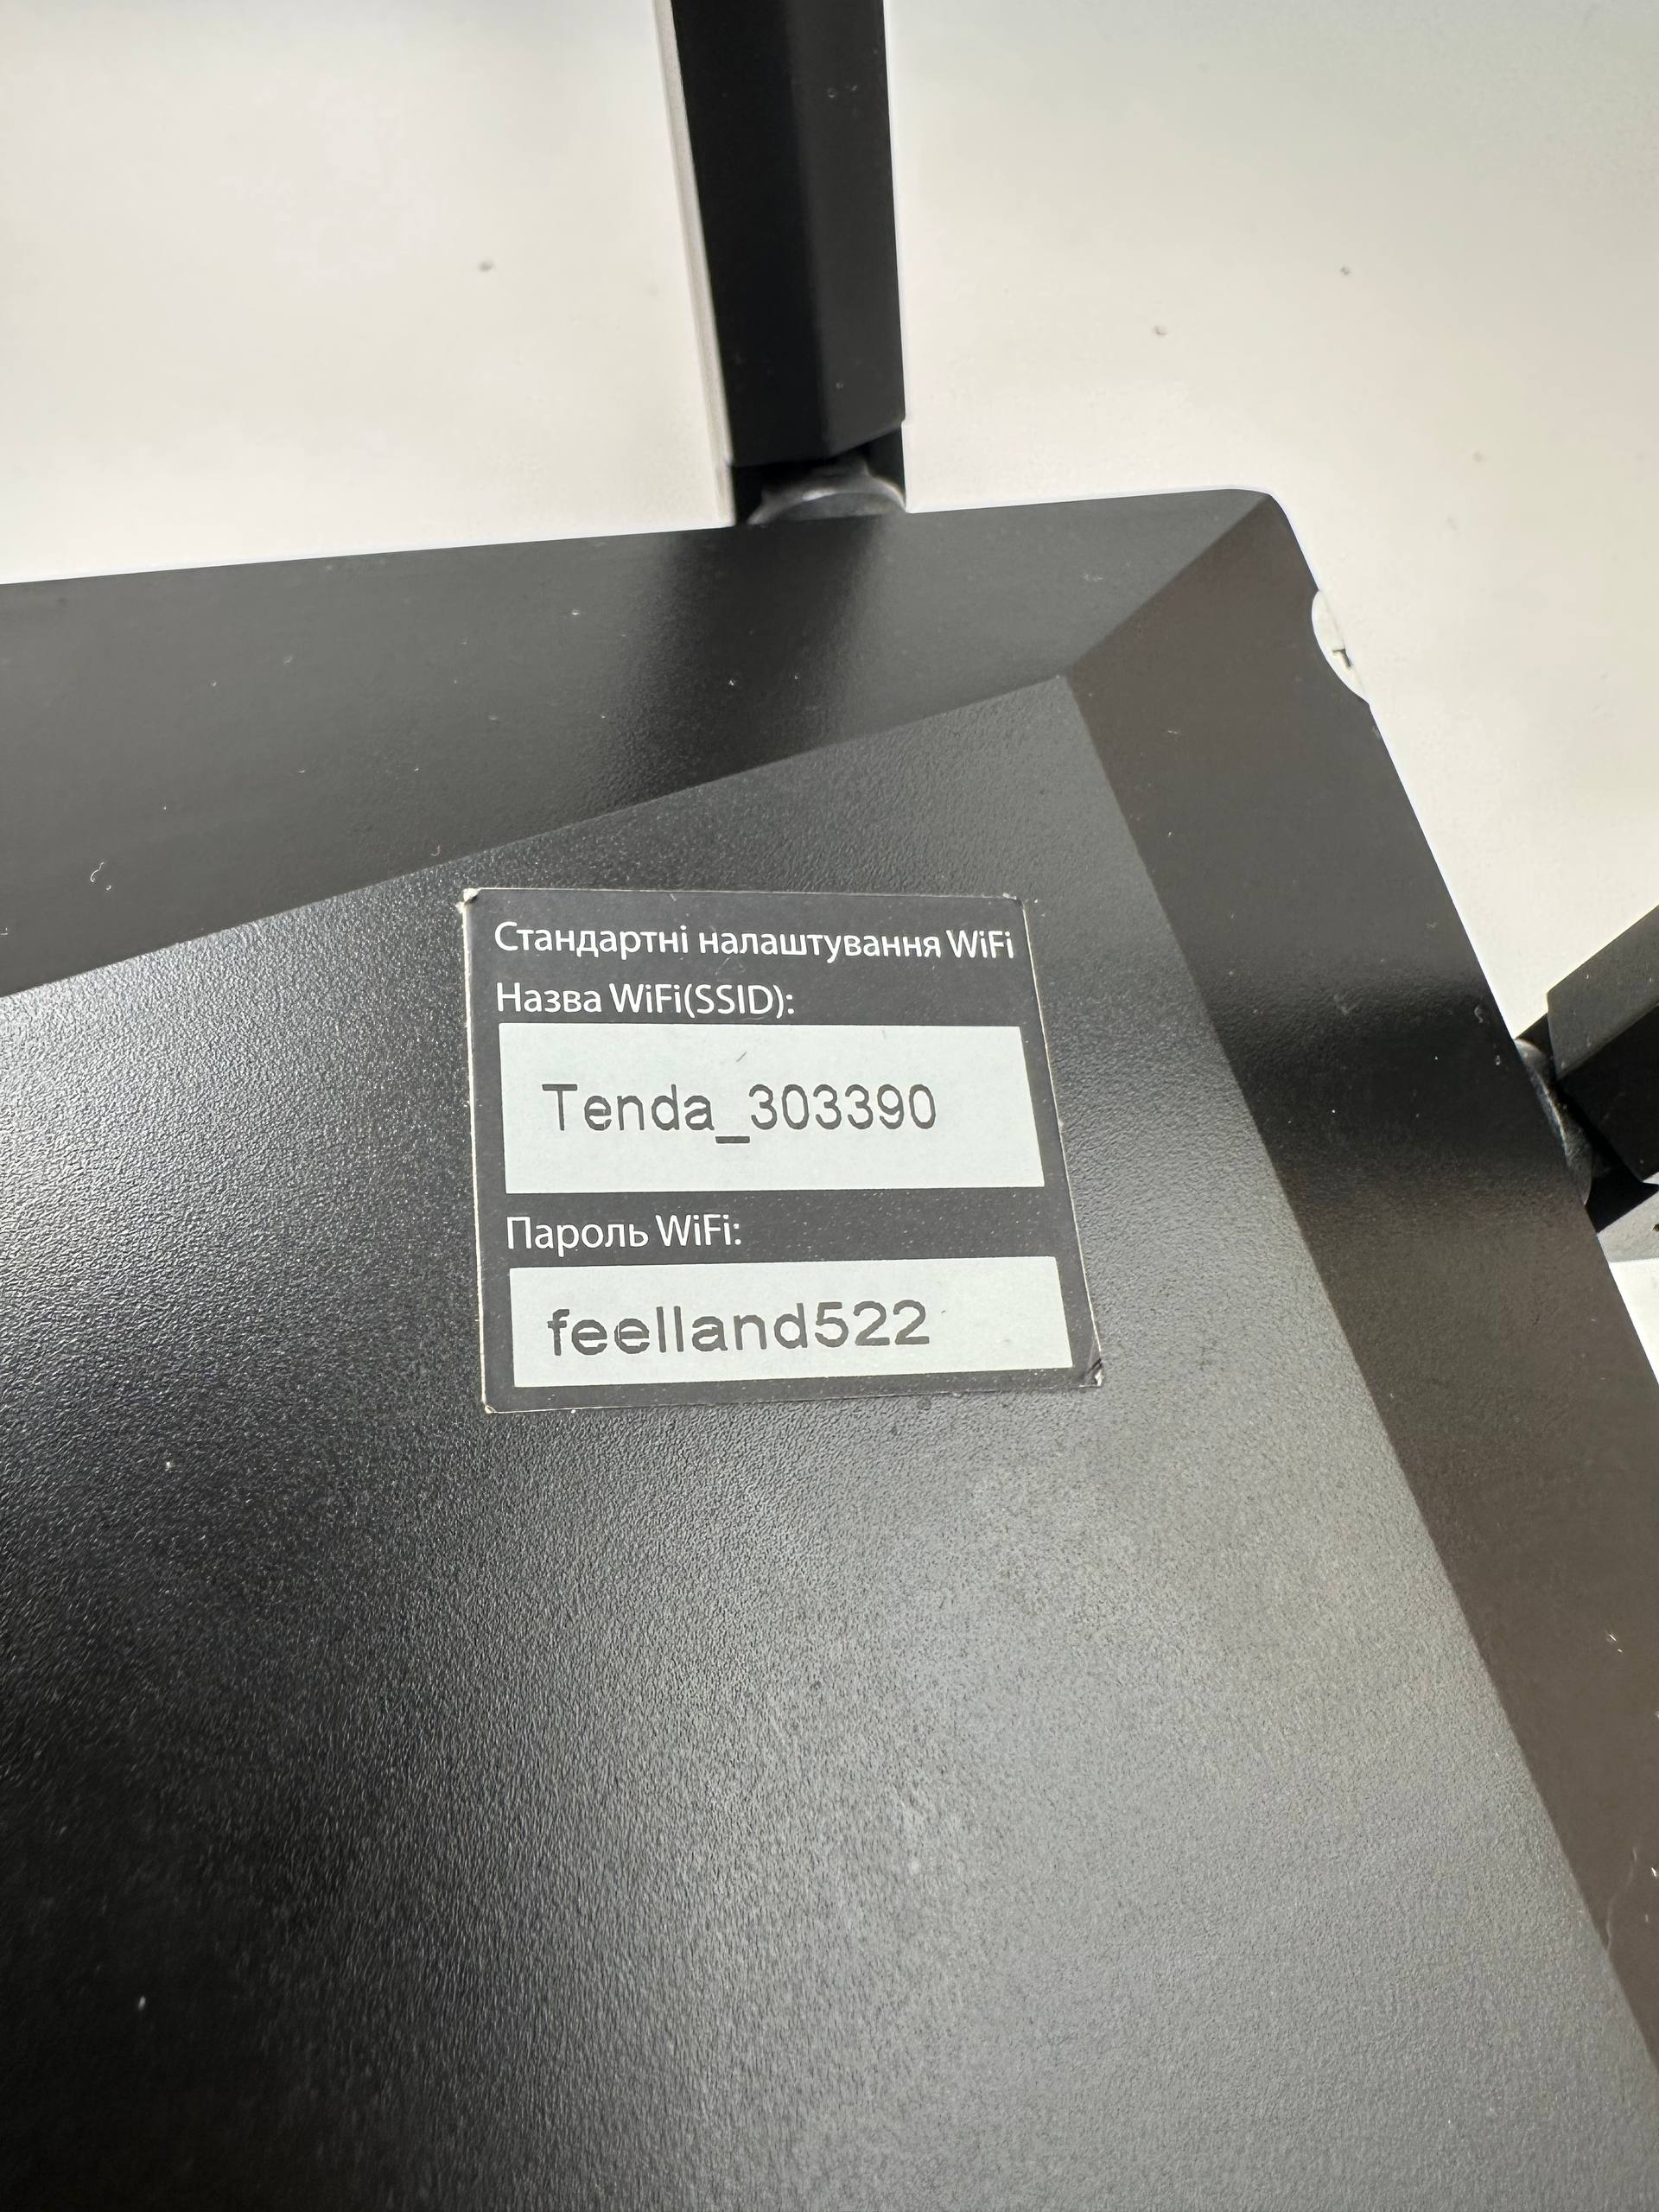 Стандартні налаштування WiFi
Назва WiFi(SSID):
Tenda_303390
Пароль WiFi:
feelland522